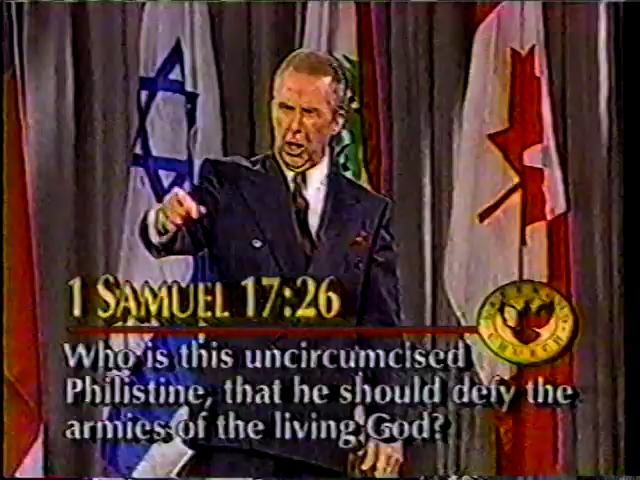 1 SAMUEL 17:26
CHURCH
Who is this uncircumcised
Philistine, that he should defy the
armies of the living God?